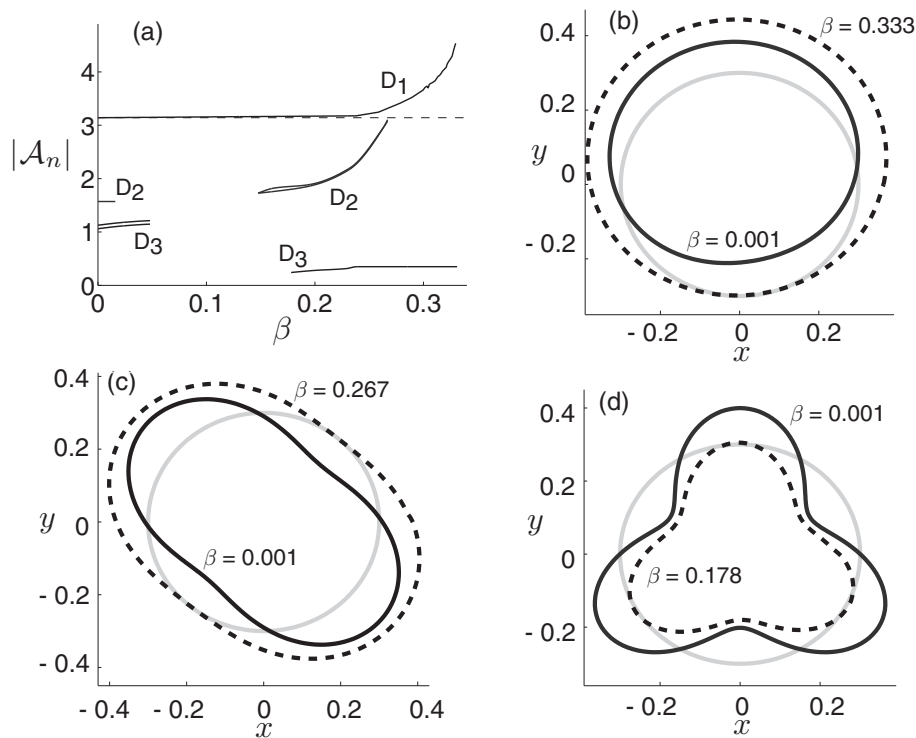 (a)
4
3
2
1
0
|𝒜ₙ|
D₁
D₂
D₃
D₂
D₃
0 0.1 0.2 0.3
β
(b)
β = 0.333
0.4
0.2
y
0
- 0.2
β = 0.001
- 0.2 0 0.2
x
(c)
β = 0.267
0.4
0.2
y
0
- 0.2
- 0.4
β = 0.001
- 0.4 - 0.2 0 0.2 0.4
x
(d)
β = 0.001
0.4
0.2
y
0
- 0.2
β = 0.178
- 0.2 0 0.2
x